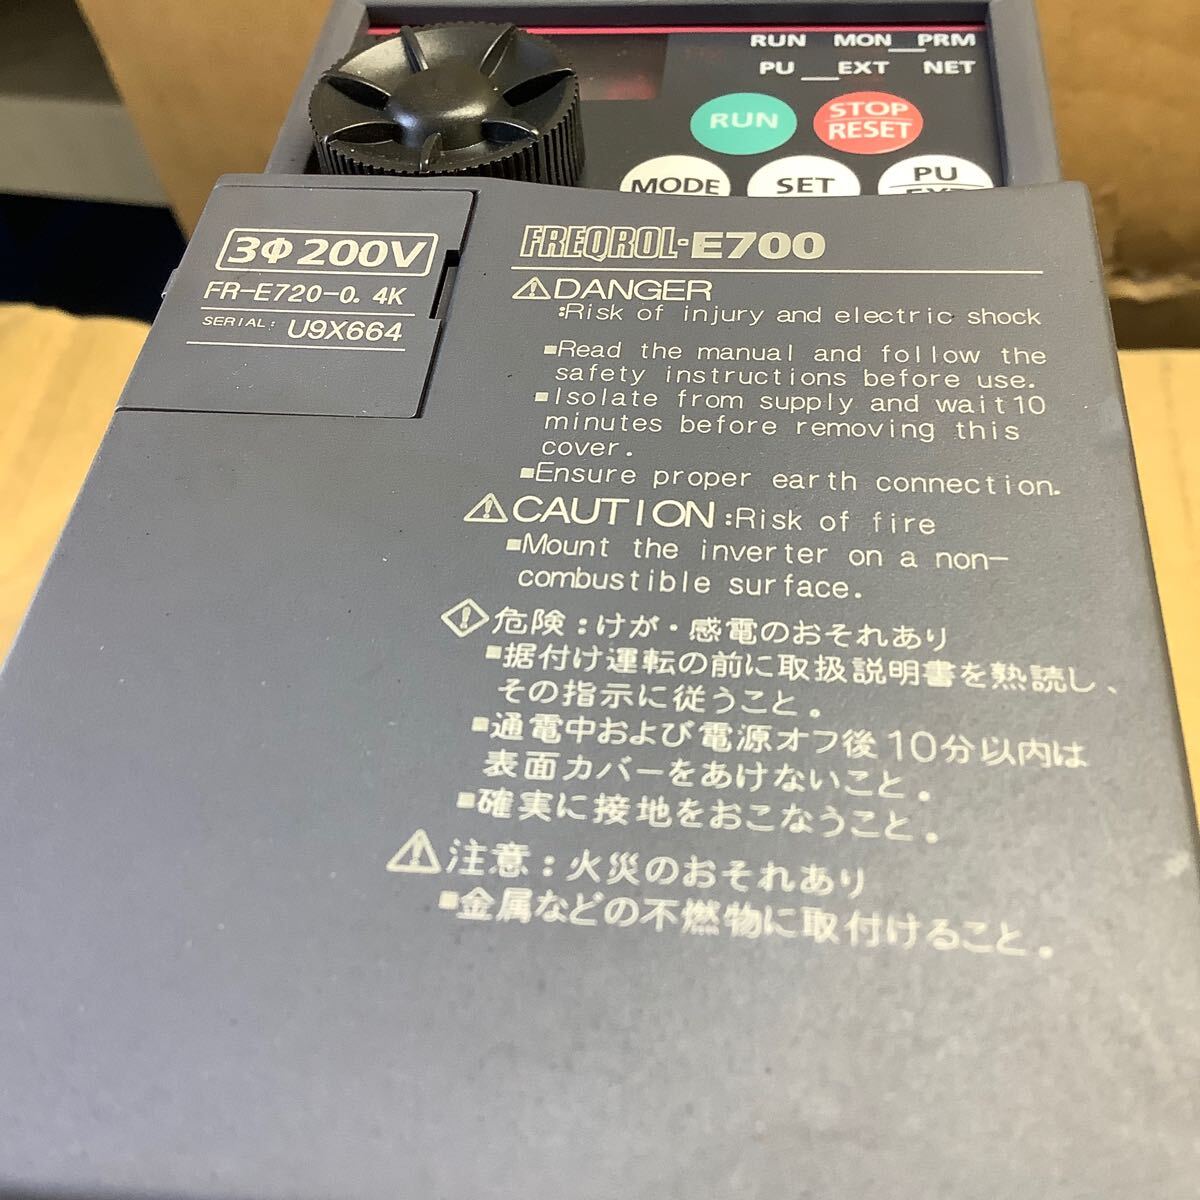 RUN MON PRM
PU EXT NET
RUN
STOP
RESET
MODE
SET
PU
EXT
3Φ200V
FR-E720-0.4K
SERIAL: U9X664
FREQROL-E700
DANGER
:Risk of injury and electric shock
■Read the manual and follow the
safety instructions before use.
■Isolate from supply and wait10
minutes before removing this
cover.
■Ensure proper earth connection.
CAUTION:Risk of fire
■Mount the inverter on a non-
combustible surface.
危険：けが・感電のおそれあり
■据付け運転の前に取扱説明書を熟読し、
その指示に従うこと。
■通電中および電源オフ後10分以内は
表面カバーをあけないこと。
■確実に接地をおこなうこと。
注意：火災のおそれあり
■金属などの不燃物に取付けること。